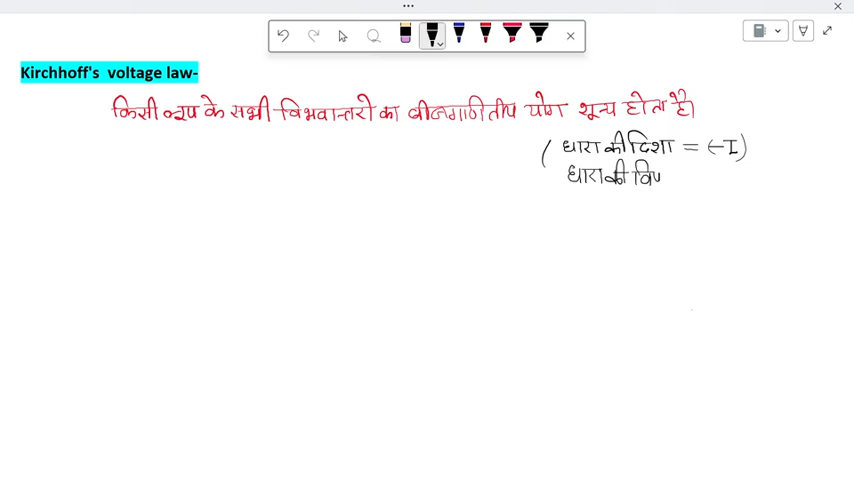 Kirchhoff's voltage law-
किसी लूप के सभी विभवान्तरो का बीजगणितीय योग शून्य होता है।
( धारा की दिशा = (-I)
धारा की विप